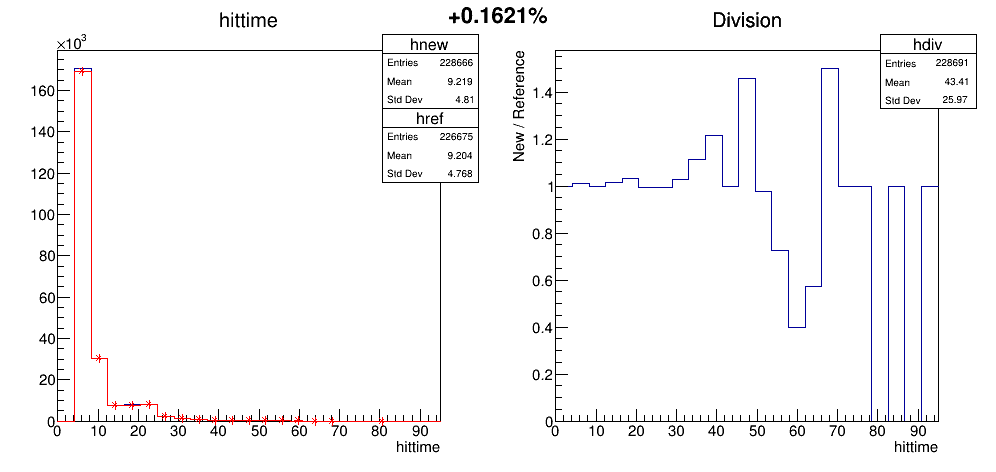 +0.1621%
hittime
×10³
160
140
120
100
80
60
40
20
0
0 10 20 30 40 50 60 70 80 90
hittime
hnew
Entries 228666
Mean 9.219
Std Dev 4.81
href
Entries 226675
Mean 9.204
Std Dev 4.768
Division
New / Reference
1.4
1.2
1
0.8
0.6
0.4
0.2
0
0 10 20 30 40 50 60 70 80 90
hittime
hdiv
Entries 228691
Mean 43.41
Std Dev 25.97